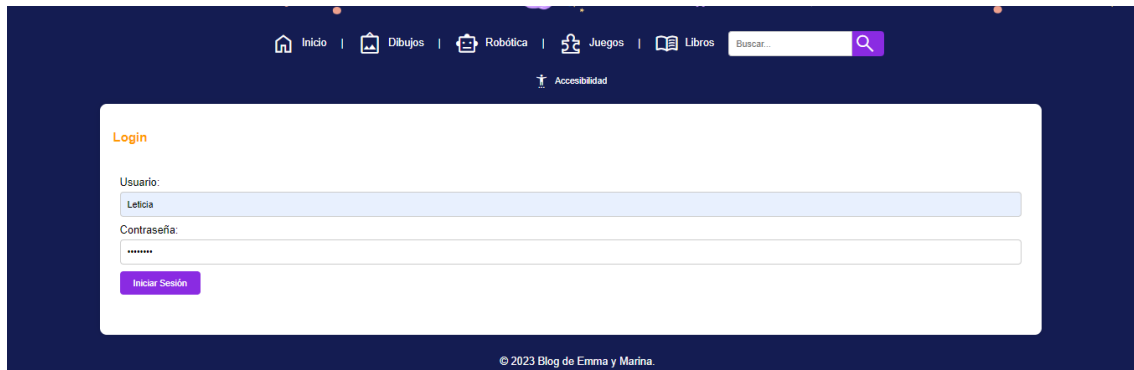 Inicio | Dibujos | Robótica | Juegos | Libros Buscar...
Accesibilidad
Login
Usuario:
Leticia
Contraseña:
••••••••
Iniciar Sesión
© 2023 Blog de Emma y Marina.